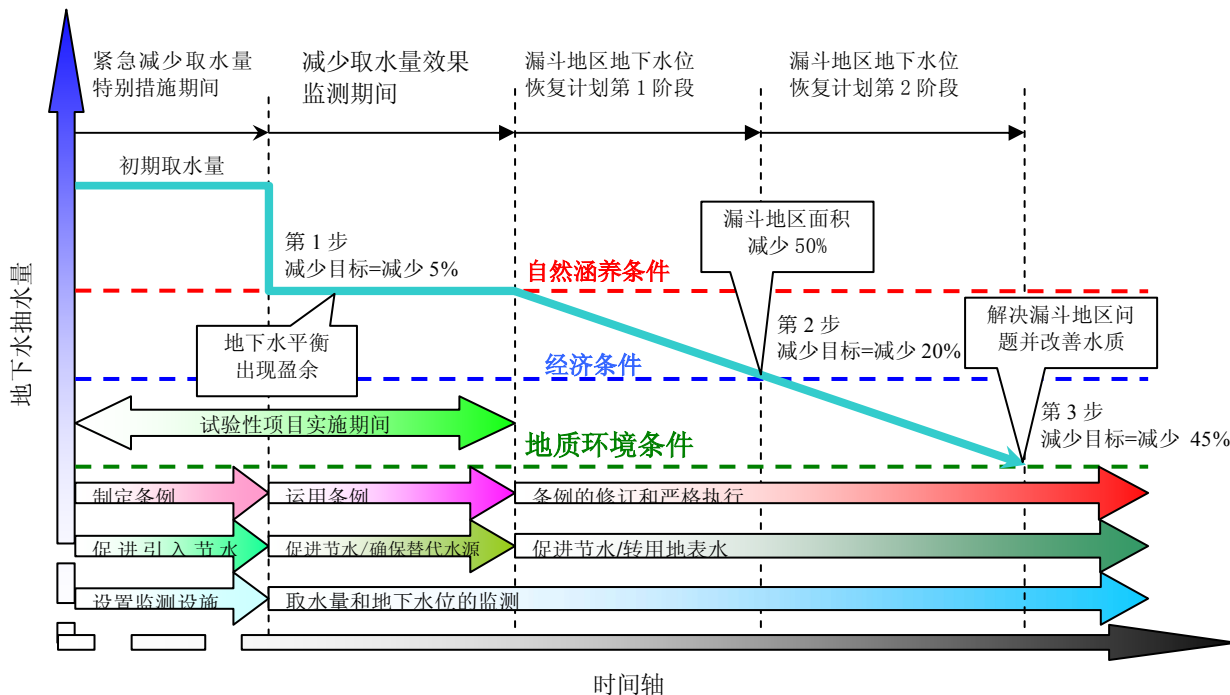 紧急减少取水量
特别措施期间
减少取水量效果
监测期间
漏斗地区地下水位
恢复计划第 1 阶段
漏斗地区地下水位
恢复计划第 2 阶段
初期取水量
第 1 步
减少目标=减少 5%
自然涵养条件
漏斗地区面积
减少 50%
地下水平衡
出现盈余
经济条件
第 2 步
减少目标=减少 20%
解决漏斗地区问
题并改善水质
试验性项目实施期间
地质环境条件
第 3 步
减少目标=减少 45%
制定条例
运用条例
条例的修订和严格执行
促进引入节水
促进节水/确保替代水源
促进节水/转用地表水
设置监测设施
取水量和地下水位的监测
地下水抽水量
时间轴